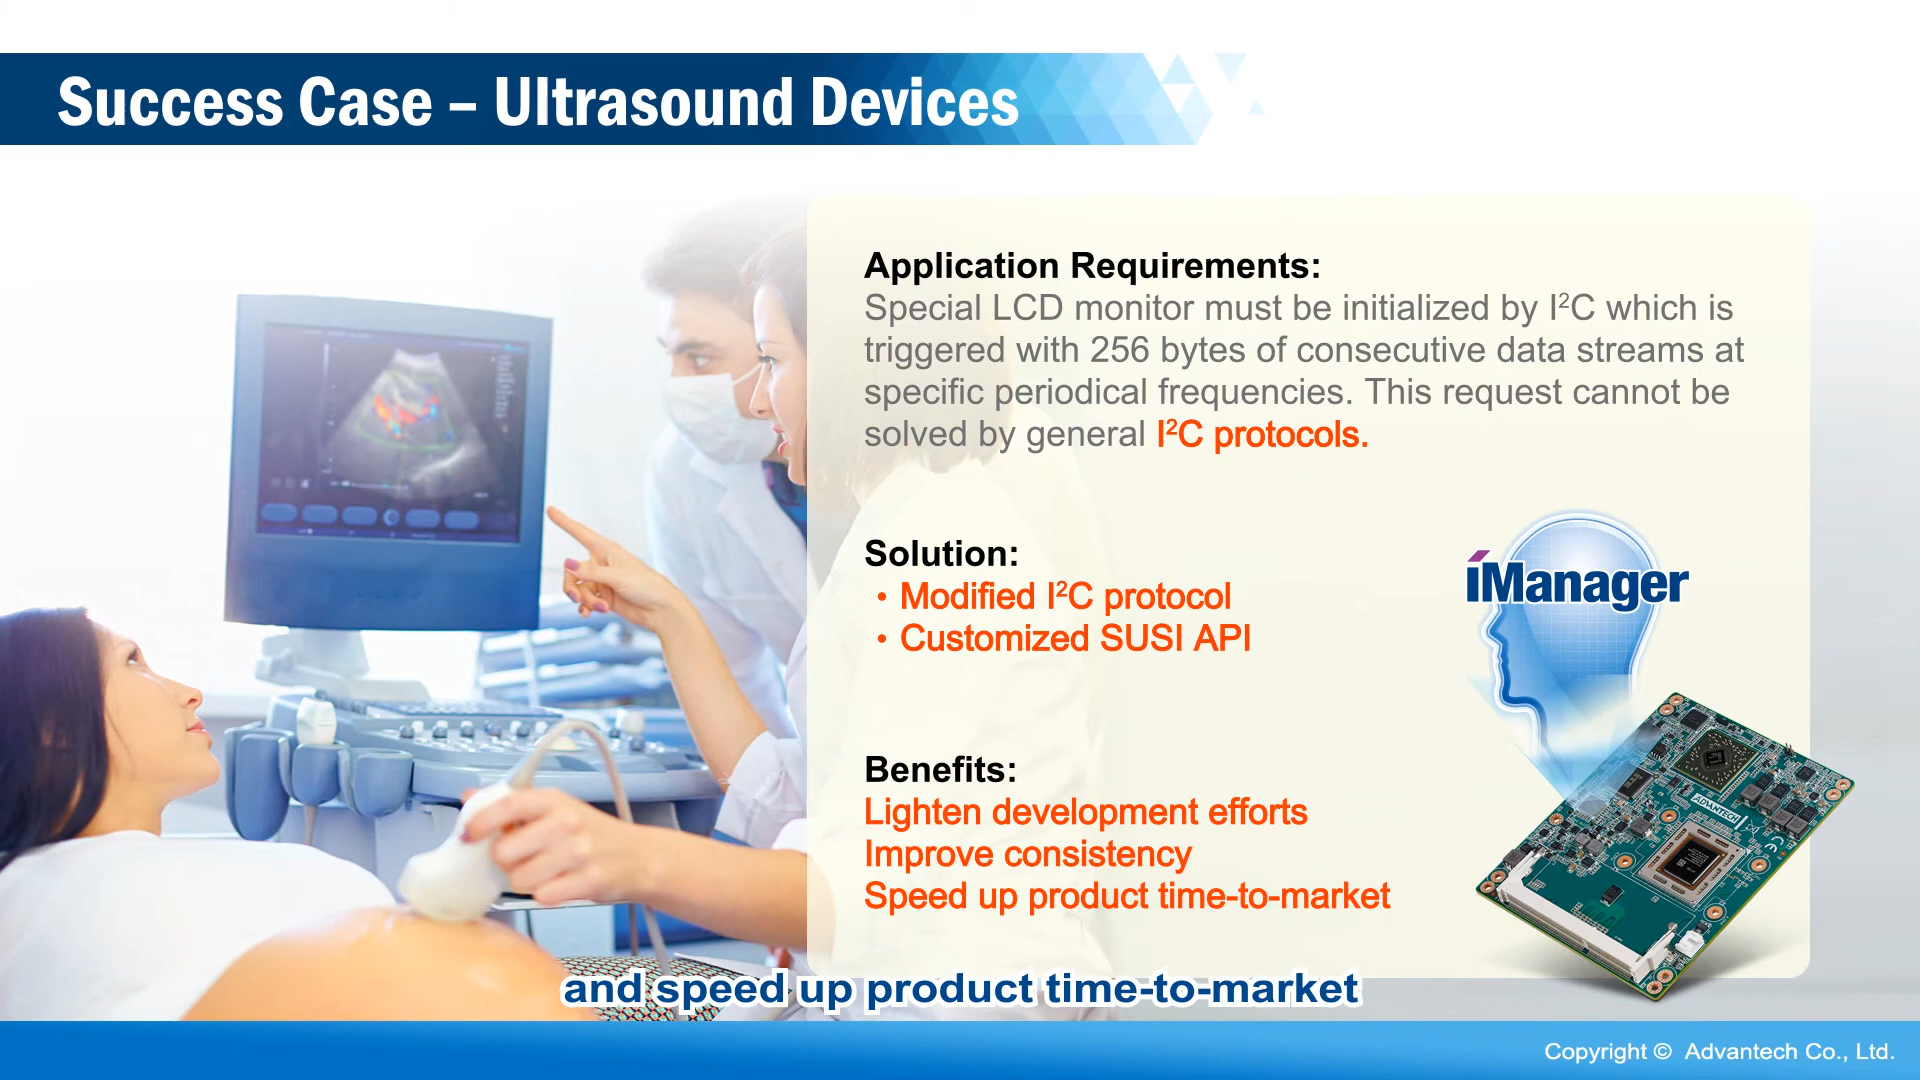 Success Case – Ultrasound Devices
Application Requirements:
Special LCD monitor must be initialized by I²C which is
triggered with 256 bytes of consecutive data streams at
specific periodical frequencies. This request cannot be
solved by general I²C protocols.
Solution:
• Modified I²C protocol
• Customized SUSI API
iManager
Benefits:
Lighten development efforts
Improve consistency
Speed up product time-to-market
ADVANTECH
and speed up product time-to-market
Copyright © Advantech Co., Ltd.